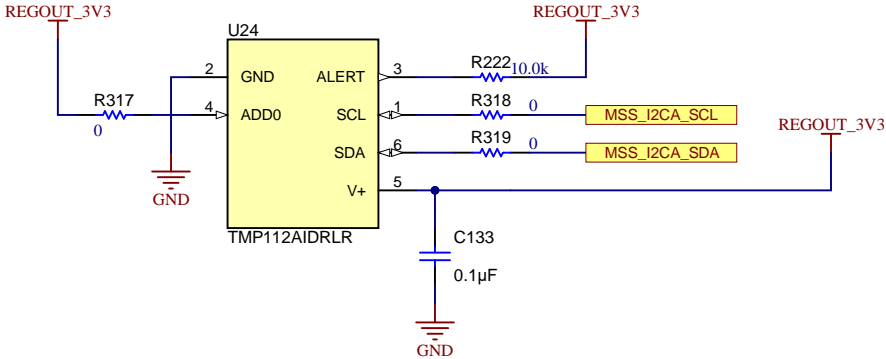 REGOUT_3V3
REGOUT_3V3
U24
R222
2
GND
ALERT
3
10.0k
R317
R318
4
ADD0
SCL
1
0
MSS_I2CA_SCL
0
REGOUT_3V3
R319
SDA
6
0
MSS_I2CA_SDA
GND
V+
5
TMP112AIDRLR
C133
0.1µF
GND